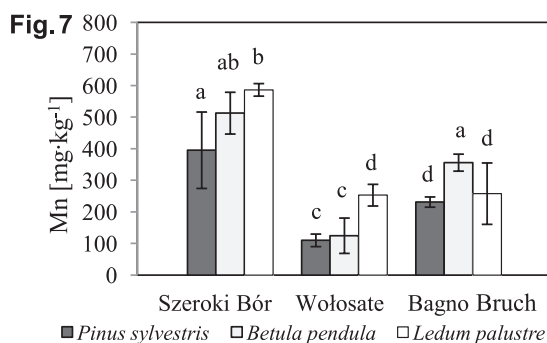 Fig. 7
Mn [mg·kg⁻¹]
800
700
600
500
400
300
200
100
0
a ab b
c c d
d a d
Szeroki Bór Wołosate Bagno Bruch
Pinus sylvestris Betula pendula Ledum palustre